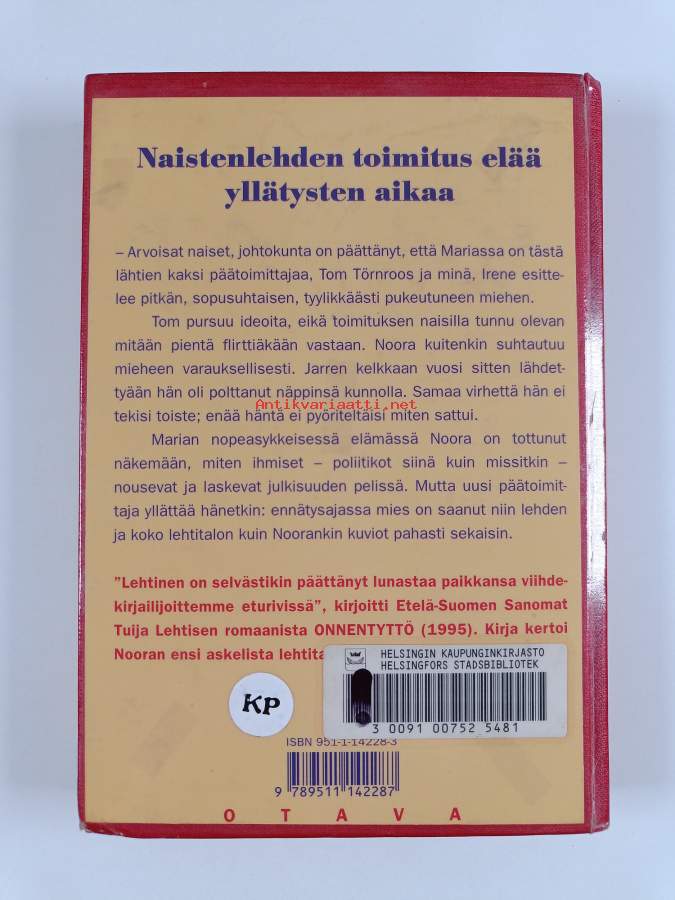 Naistenlehden toimitus elää
yllätysten aikaa
– Arvoisat naiset, johtokunta on päättänyt, että Mariassa on tästä
lähtien kaksi päätoimittajaa, Tom Törnroos ja minä, Irene esitte-
lee pitkän, sopusuhtaisen, tyylikkäästi pukeutuneen miehen.
Tom pursuu ideoita, eikä toimituksen naisilla tunnu olevan
mitään pientä flirttiäkään vastaan. Noora kuitenkin suhtautuu
mieheen varauksellisesti. Jarren kelkkaan vuosi sitten lähdet-
tyään hän oli polttanut näppinsä kunnolla. Samaa virhettä hän ei
tekisi toiste; enää häntä ei pyöriteltäisi miten sattui.
Antikvariaatti.net
Marian nopeasykkeisessä elämässä Noora on tottunut
näkemään, miten ihmiset – poliitikot siinä kuin missitkin –
nousevat ja laskevat julkisuuden pelissä. Mutta uusi päätoimit-
taja yllättää hänetkin: ennätysajassa mies on saanut niin lehden
ja koko lehtitalon kuin Noorankin kuviot pahasti sekaisin.
”Lehtinen on selvästikin päättänyt lunastaa paikkansa viihde-
kirjailijoittemme eturivissä”, kirjoitti Etelä-Suomen Sanomat
Tuija Lehtisen romaanista ONNENTYTTÖ (1995). Kirja kertoi
Nooran ensi askelista lehtita
HELSINGIN KAUPUNGINKIRJASTO
HELSINGFORS STADSBIBLIOTEK
3 0091 00752 5481
KP
ISBN 951-1-14228-3
9 789511 142287
OTAVA